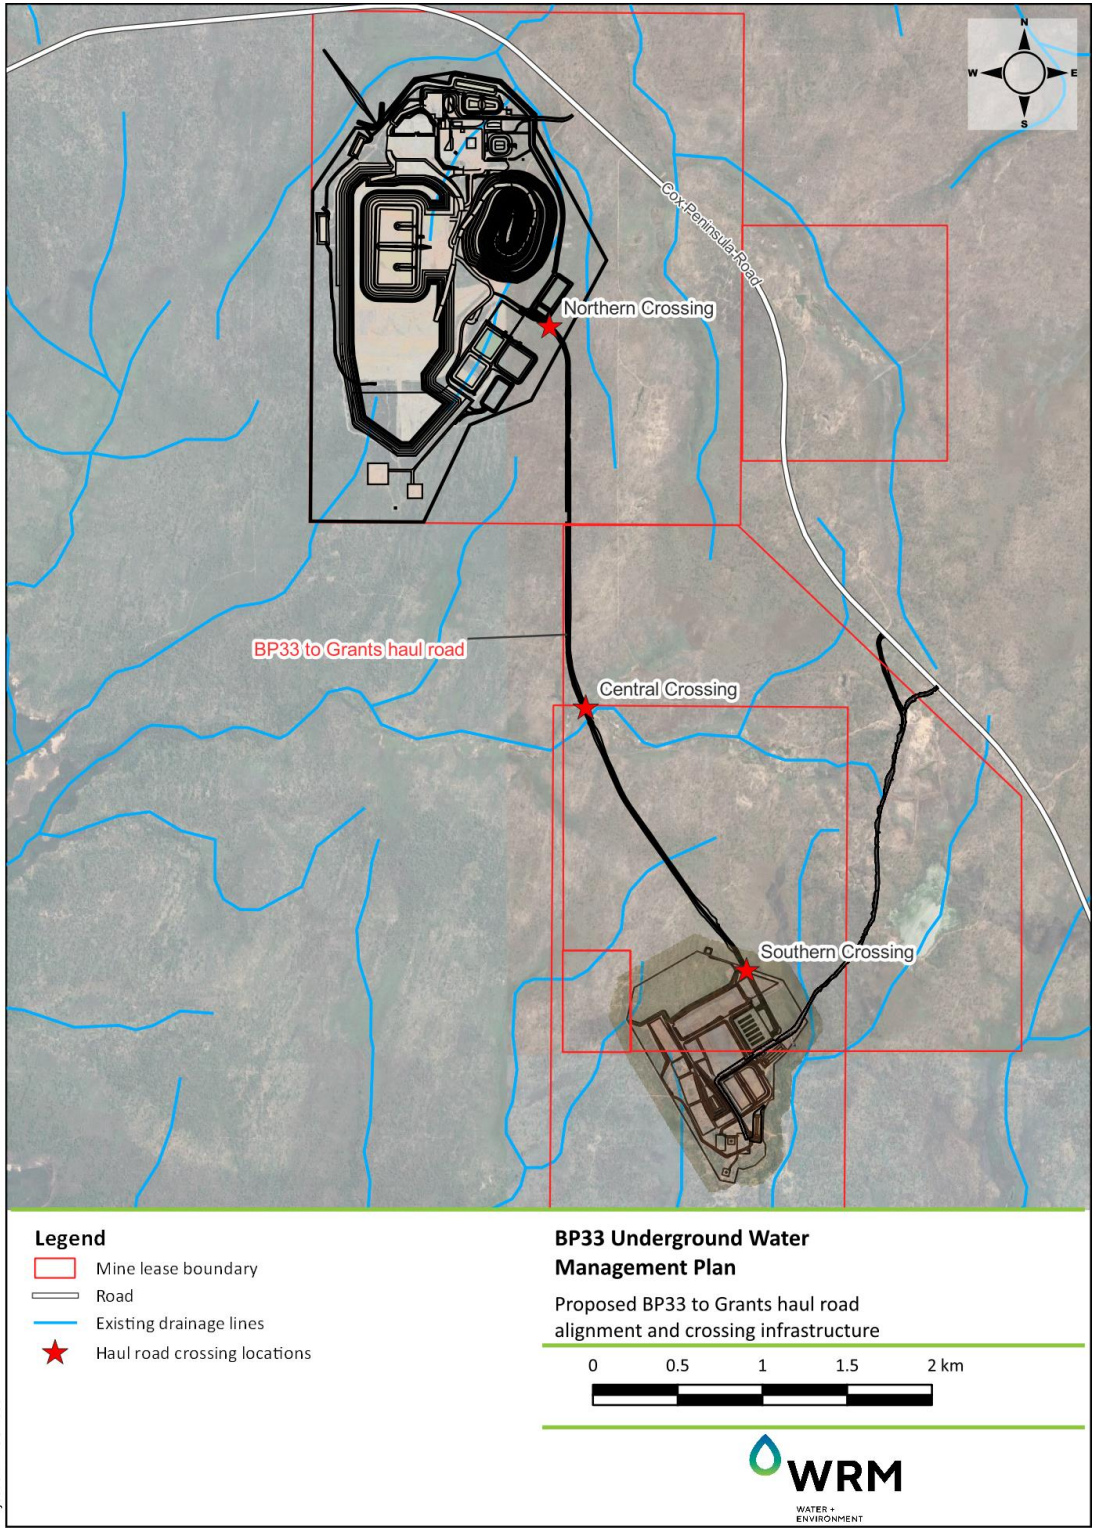 N
W
E
S
Cox-Peninsula-Road
Northern Crossing
BP33 to Grants haul road
Central Crossing
Southern Crossing
Legend
Mine lease boundary
Road
Existing drainage lines
Haul road crossing locations
BP33 Underground Water
Management Plan
Proposed BP33 to Grants haul road
alignment and crossing infrastructure
0 0.5 1 1.5 2 km
WRM
WATER +
ENVIRONMENT